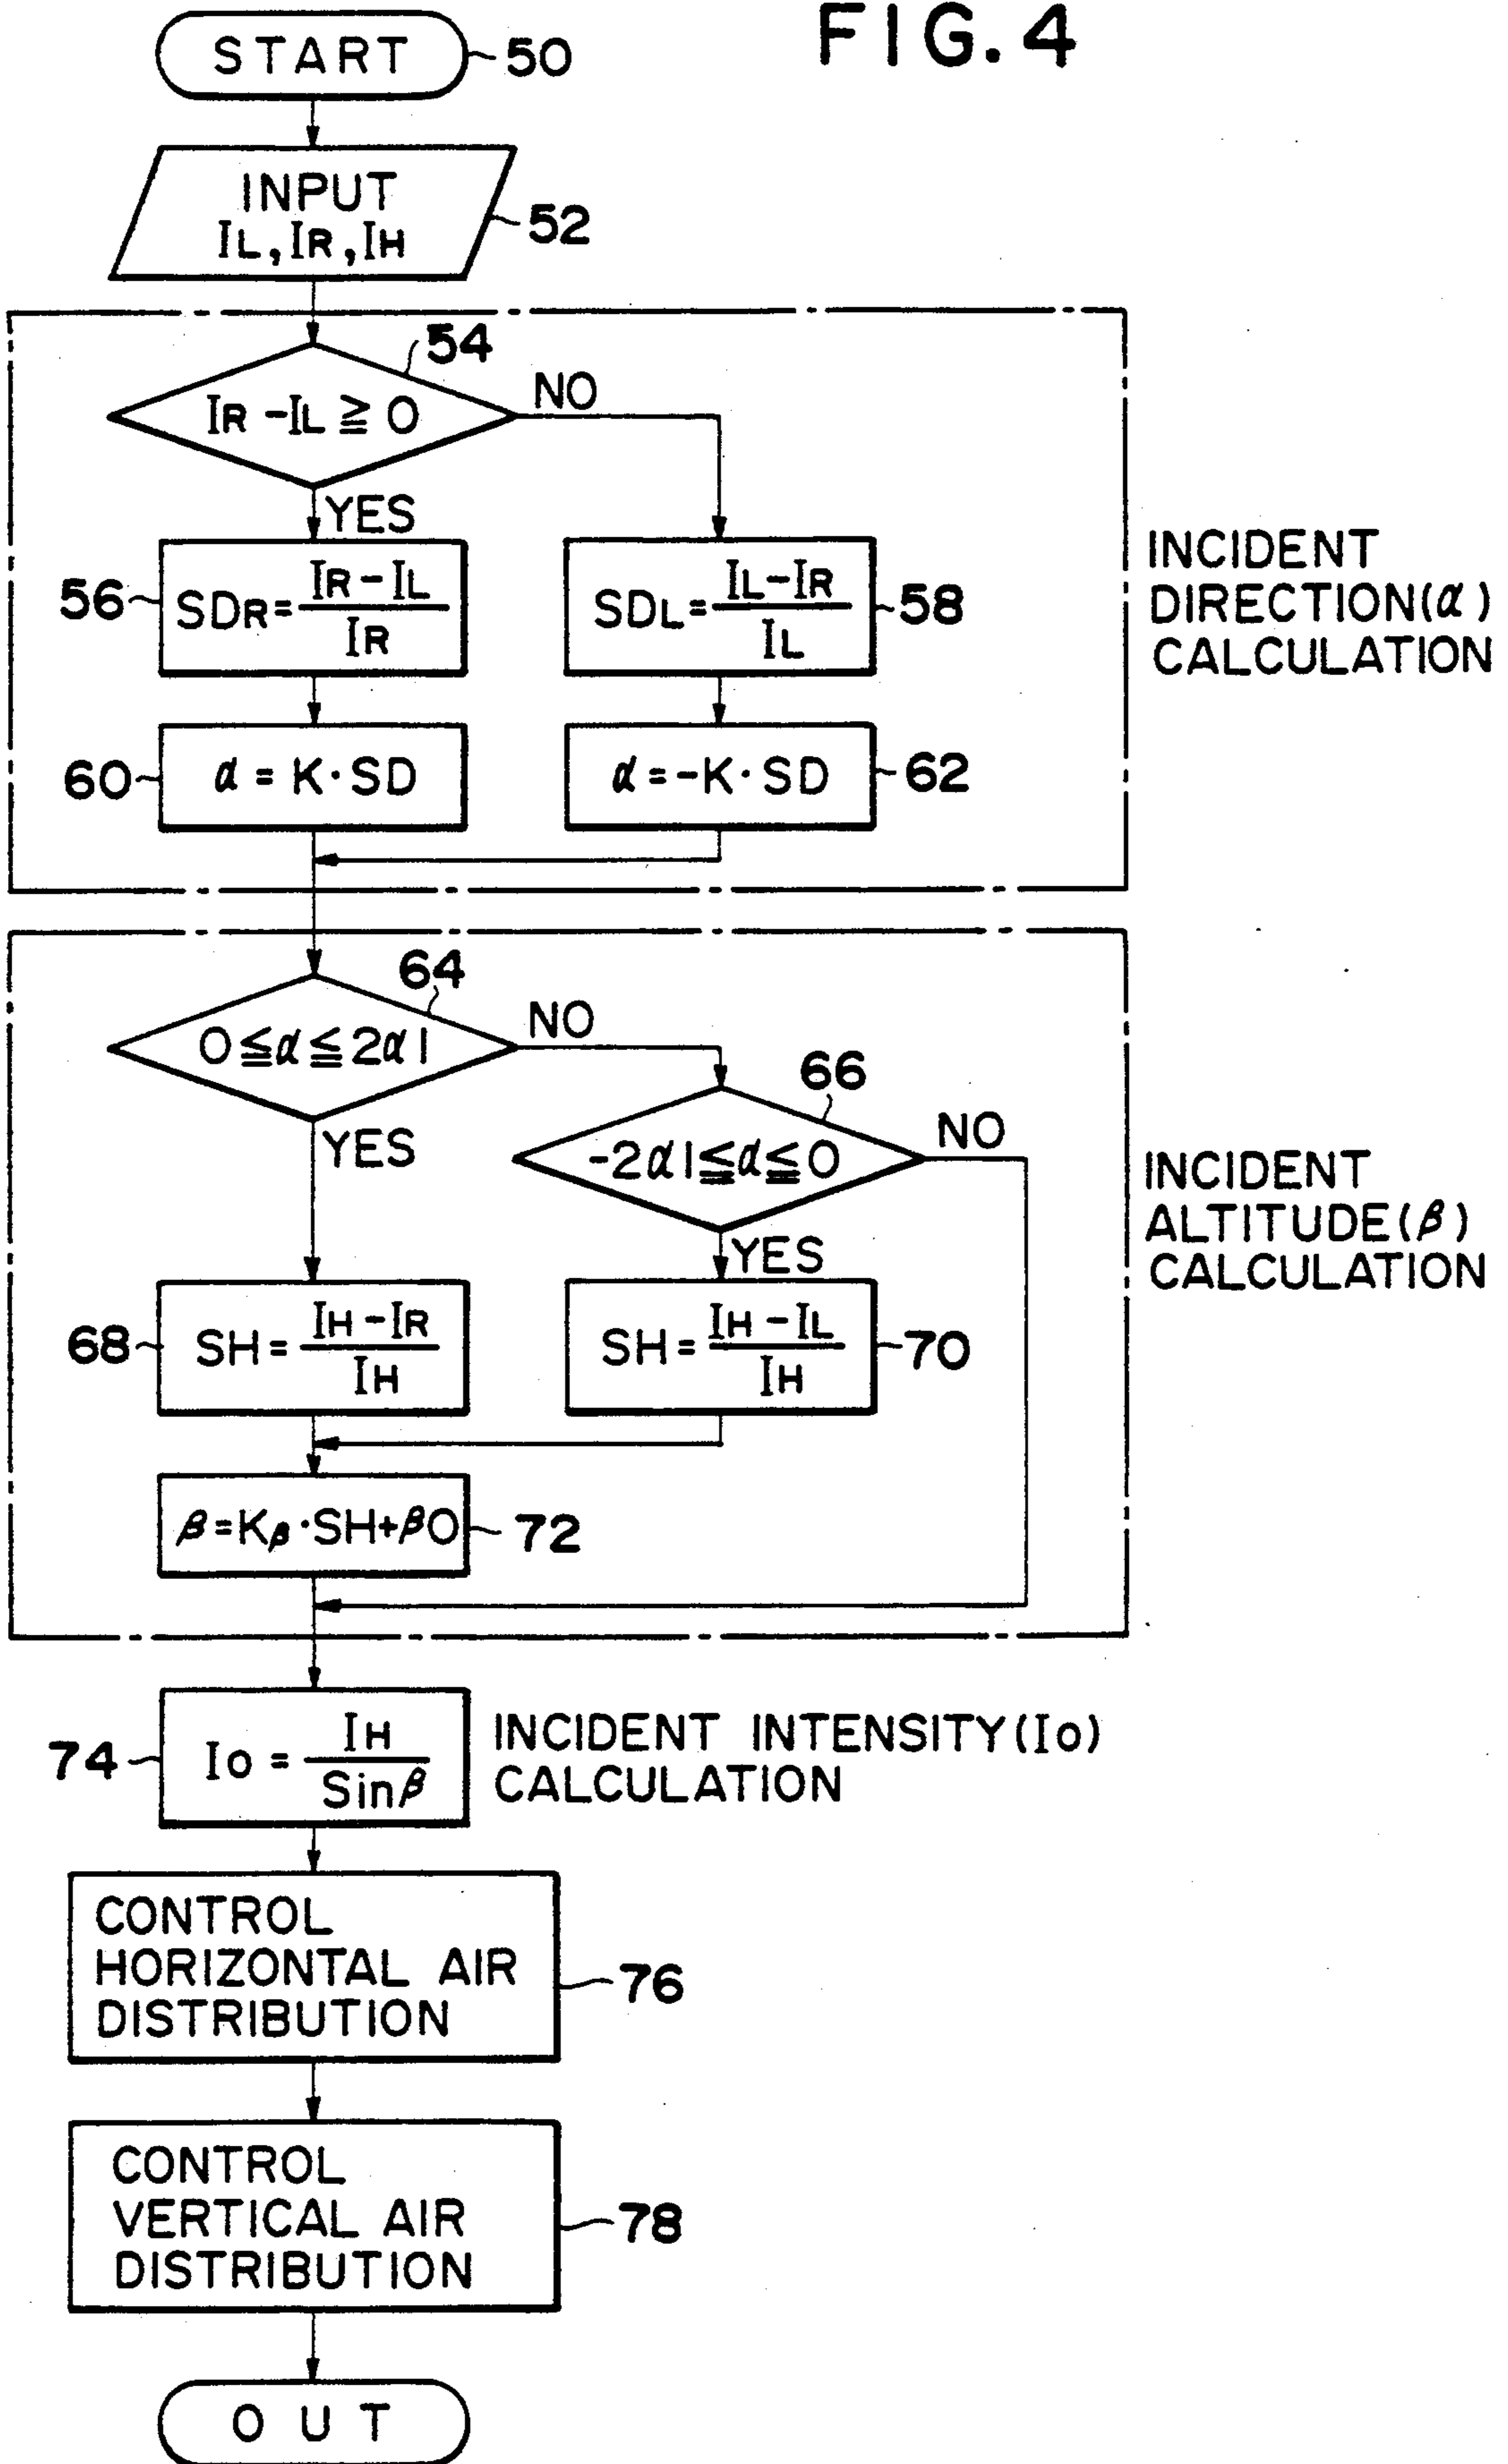 FIG. 4
START
50
INPUT
IL, IR, IH
52
54
IR - IL ≧ 0
NO
YES
56
SDR = (IR - IL) / IR
SDL = (IL - IR) / IL
58
INCIDENT
DIRECTION (α)
CALCULATION
60
α = K · SD
α = -K · SD
62
64
0 ≦ α ≦ 2α1
NO
66
YES
-2α1 ≦ α ≦ 0
NO
INCIDENT
ALTITUDE (β)
CALCULATION
YES
68
SH = (IH - IR) / IH
SH = (IH - IL) / IH
70
β = Kβ · SH + β0
72
74
Io = IH / Sin β
INCIDENT INTENSITY (Io)
CALCULATION
CONTROL
HORIZONTAL AIR
DISTRIBUTION
76
CONTROL
VERTICAL AIR
DISTRIBUTION
78
OUT